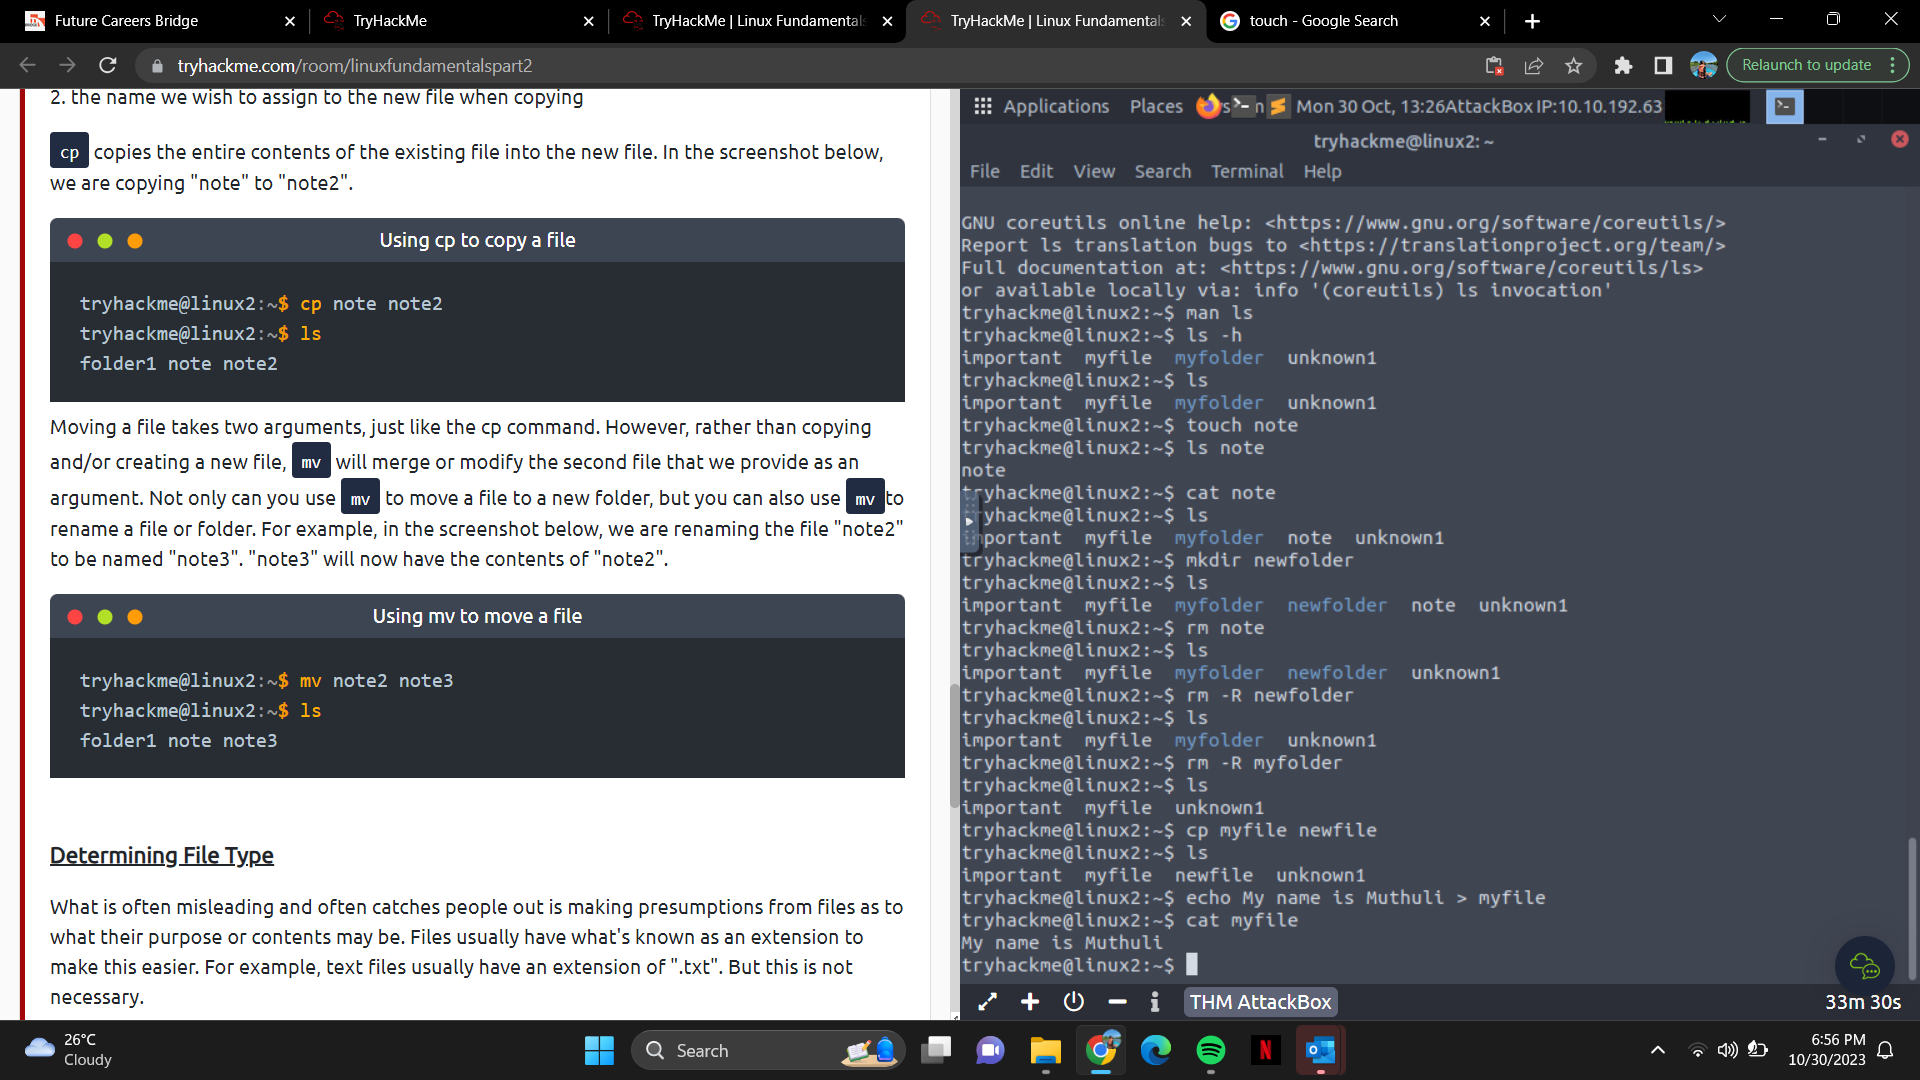 Future Careers Bridge
TryHackMe
TryHackMe | Linux Fundamentals
TryHackMe | Linux Fundamentals
touch - Google Search
tryhackme.com/room/linuxfundamentalspart2
Relaunch to update
2. the name we wish to assign to the new file when copying
cp copies the entire contents of the existing file into the new file. In the screenshot below,
we are copying "note" to "note2".
Using cp to copy a file
tryhackme@linux2:~$ cp note note2
tryhackme@linux2:~$ ls
folder1 note note2
Moving a file takes two arguments, just like the cp command. However, rather than copying
and/or creating a new file, mv will merge or modify the second file that we provide as an
argument. Not only can you use mv to move a file to a new folder, but you can also use mv to
rename a file or folder. For example, in the screenshot below, we are renaming the file "note2"
to be named "note3". "note3" will now have the contents of "note2".
Using mv to move a file
tryhackme@linux2:~$ mv note2 note3
tryhackme@linux2:~$ ls
folder1 note note3
Determining File Type
What is often misleading and often catches people out is making presumptions from files as to
what their purpose or contents may be. Files usually have what's known as an extension to
make this easier. For example, text files usually have an extension of ".txt". But this is not
necessary.
Applications Places Mon 30 Oct, 13:26 AttackBox IP:10.10.192.63
tryhackme@linux2: ~
File Edit View Search Terminal Help
GNU coreutils online help: <https://www.gnu.org/software/coreutils/>
Report ls translation bugs to <https://translationproject.org/team/>
Full documentation at: <https://www.gnu.org/software/coreutils/ls>
or available locally via: info '(coreutils) ls invocation'
tryhackme@linux2:~$ man ls
tryhackme@linux2:~$ ls -h
important myfile myfolder unknown1
tryhackme@linux2:~$ ls
important myfile myfolder unknown1
tryhackme@linux2:~$ touch note
tryhackme@linux2:~$ ls note
note
tryhackme@linux2:~$ cat note
tryhackme@linux2:~$ ls
important myfile myfolder note unknown1
tryhackme@linux2:~$ mkdir newfolder
tryhackme@linux2:~$ ls
important myfile myfolder newfolder note unknown1
tryhackme@linux2:~$ rm note
tryhackme@linux2:~$ ls
important myfile myfolder newfolder unknown1
tryhackme@linux2:~$ rm -R newfolder
tryhackme@linux2:~$ ls
important myfile myfolder unknown1
tryhackme@linux2:~$ rm -R myfolder
tryhackme@linux2:~$ ls
important myfile unknown1
tryhackme@linux2:~$ cp myfile newfile
tryhackme@linux2:~$ ls
important myfile newfile unknown1
tryhackme@linux2:~$ echo My name is Muthuli > myfile
tryhackme@linux2:~$ cat myfile
My name is Muthuli
tryhackme@linux2:~$
THM AttackBox
33m 30s
26°C
Cloudy
Search
6:56 PM
10/30/2023